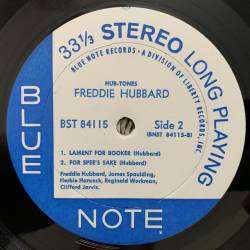 33⅓ STEREO LONG PLAYING
BLUE NOTE RECORDS • A DIVISION OF LIBERTY RECORDS, INC.
HUB-TONES
FREDDIE HUBBARD
BST 84115 Side 2
(BNST 84115-B)
1. LAMENT FOR BOOKER (Hubbard)
2. FOR SPEE'S SAKE (Hubbard)
Freddie Hubbard, James Spaulding,
Herbie Hancock, Reginald Workman,
Clifford Jarvis.
BLUE
NOTE